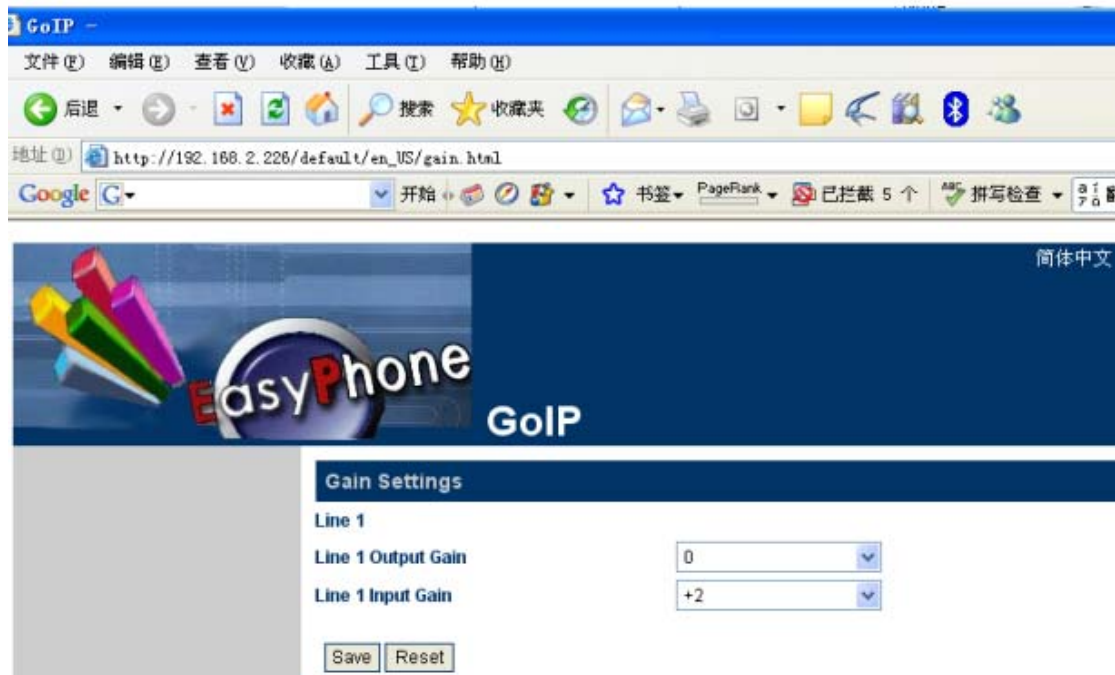 GoIP -
文件(F) 编辑(E) 查看(V) 收藏(A) 工具(T) 帮助(H)
后退 搜索 收藏夹
地址(D) http://192.168.2.226/default/en_US/gain.html
Google G 开始 书签 PageRank 已拦截 5 个 ABC 拼写检查
简体中文
EasyPhone
GoIP
Gain Settings
Line 1
Line 1 Output Gain 0
Line 1 Input Gain +2
Save Reset